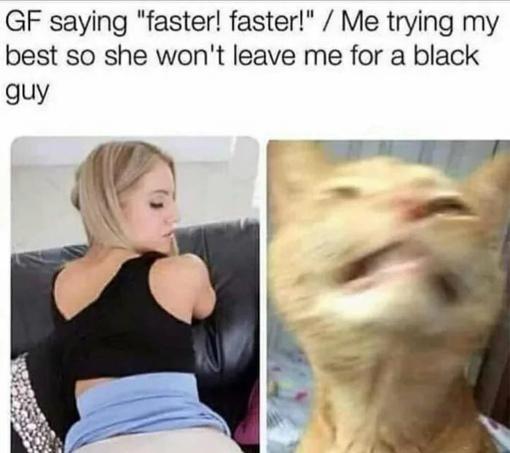 GF saying "faster! faster!" / Me trying my
best so she won't leave me for a black
guy